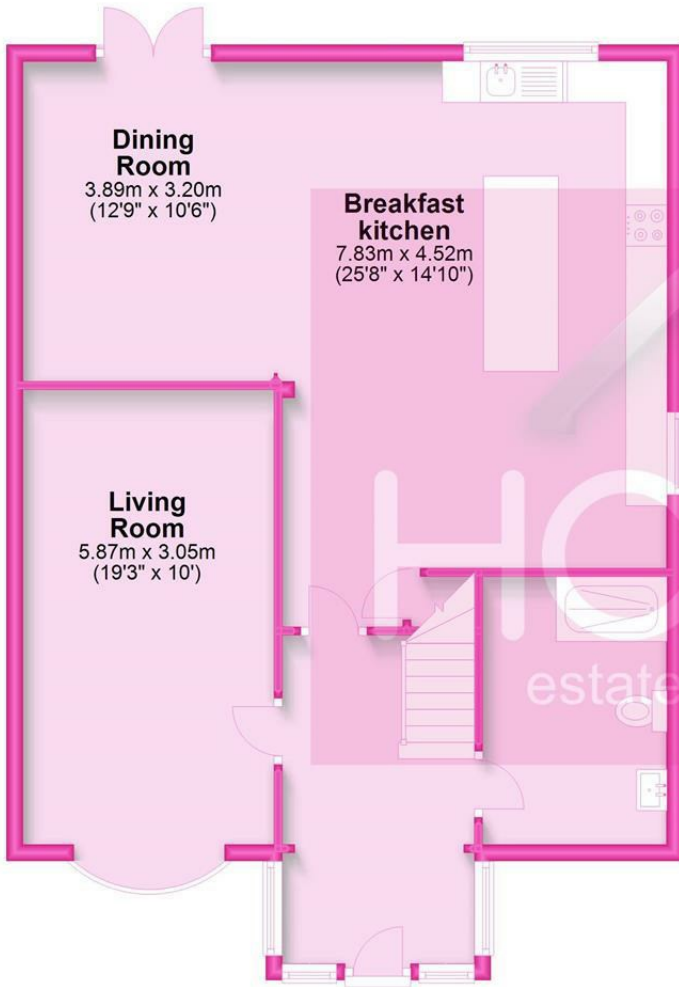 Dining
Room
3.89m x 3.20m
(12'9" x 10'6")
Breakfast
kitchen
7.83m x 4.52m
(25'8" x 14'10")
Living
Room
5.87m x 3.05m
(19'3" x 10')
HO
estate